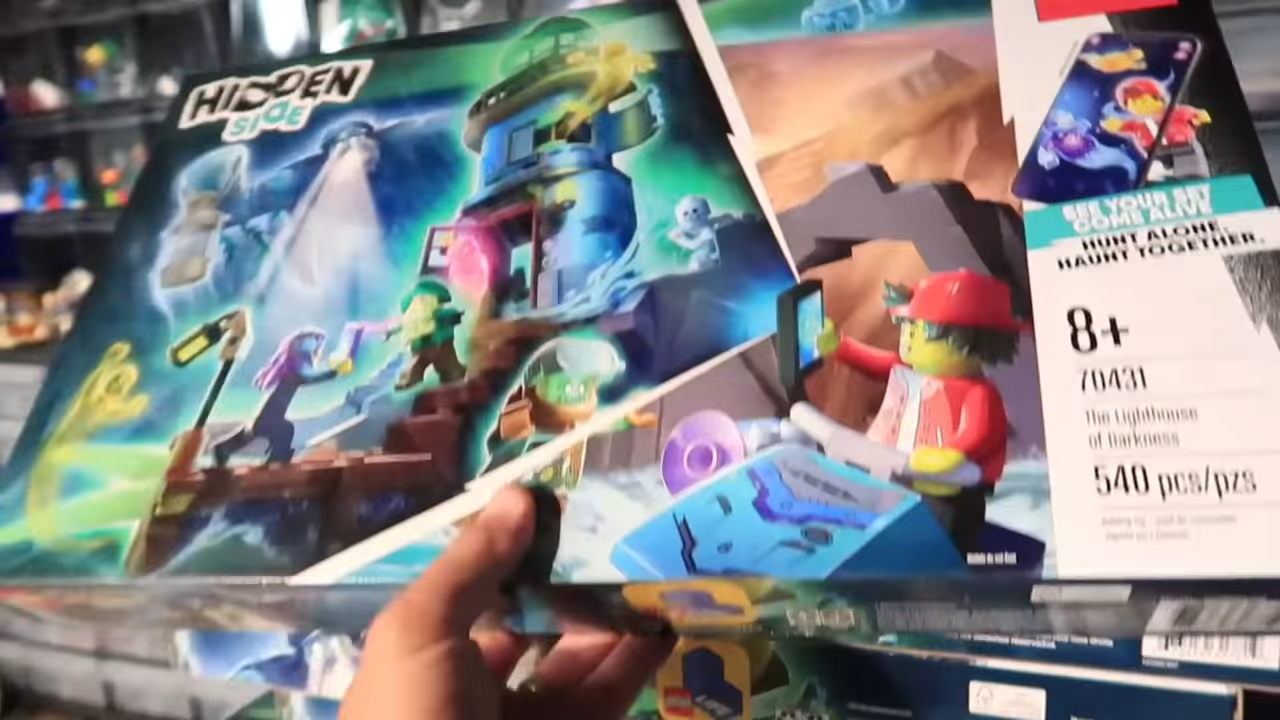 HIDDEN
SIDE
SEE YOUR SET
COME ALIVE
HUNT ALONE.
HAUNT TOGETHER.
8+
70431
The Lighthouse
of Darkness
540 pcs/pzs